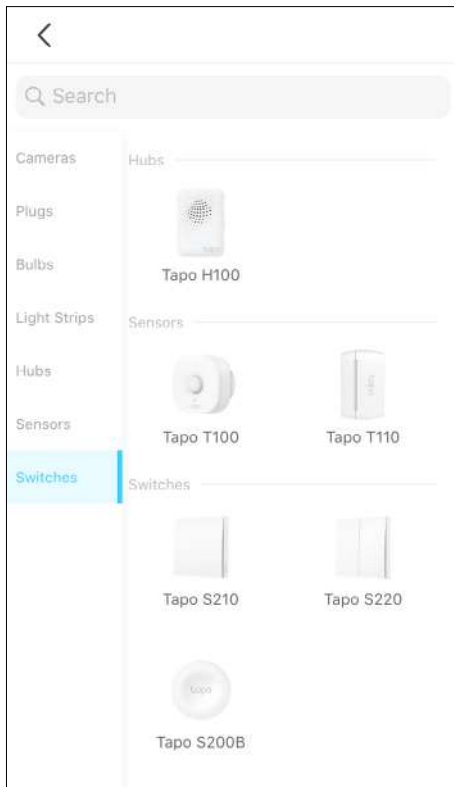 Search
Cameras
Plugs
Bulbs
Light Strips
Hubs
Sensors
Switches
Hubs
Tapo H100
Sensors
Tapo T100
Tapo T110
Switches
Tapo S210
Tapo S220
tapo
Tapo S200B